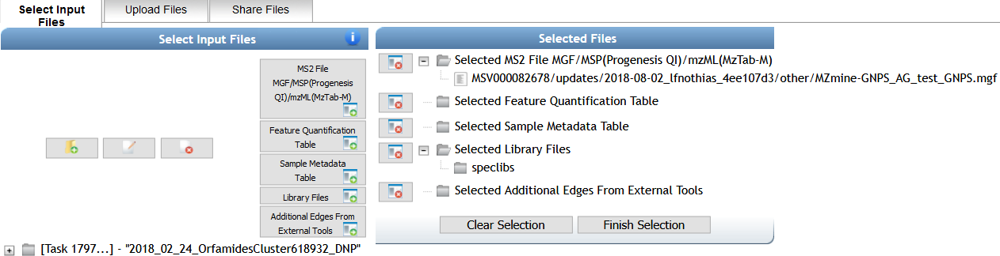 Select Input
Files
Upload Files
Share Files
Select Input Files
i
MS2 File
MGF/MSP(Progenesis
QI)/mzML(MzTab-M)
Feature Quantification
Table
Sample Metadata
Table
Library Files
Additional Edges From
External Tools
[Task 1797...] - "2018_02_24_OrfamidesCluster618932_DNP"
Selected Files
Selected MS2 File MGF/MSP(Progenesis QI)/mzML(MzTab-M)
MSV000082678/updates/2018-08-02_lfnothias_4ee107d3/other/MZmine-GNPS_AG_test_GNPS.mgf
Selected Feature Quantification Table
Selected Sample Metadata Table
Selected Library Files
speclibs
Selected Additional Edges From External Tools
Clear Selection
Finish Selection